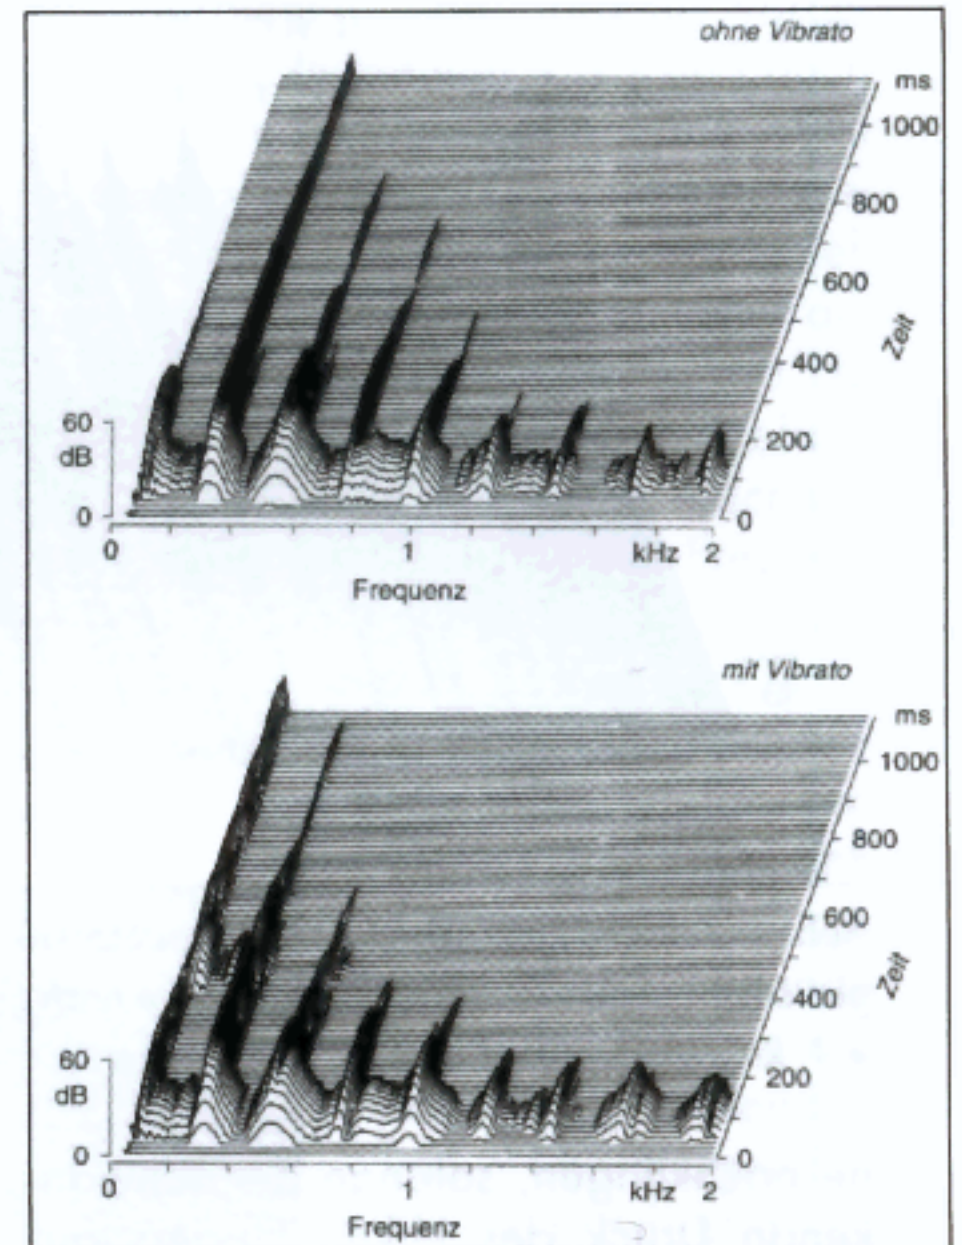 ohne Vibrato
ms
1000
800
600
Zeit
400
200
0
60
dB
0
0 1 kHz 2
Frequenz
mit Vibrato
ms
1000
800
600
Zeit
400
200
0
60
dB
0
0 1 kHz 2
Frequenz